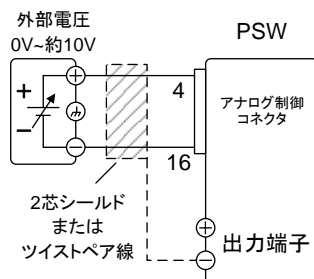 外部電圧
0V~約10V
PSW
+
−
4
16
アナログ制御
コネクタ
2芯シールド
または
ツイストペア線
出力端子